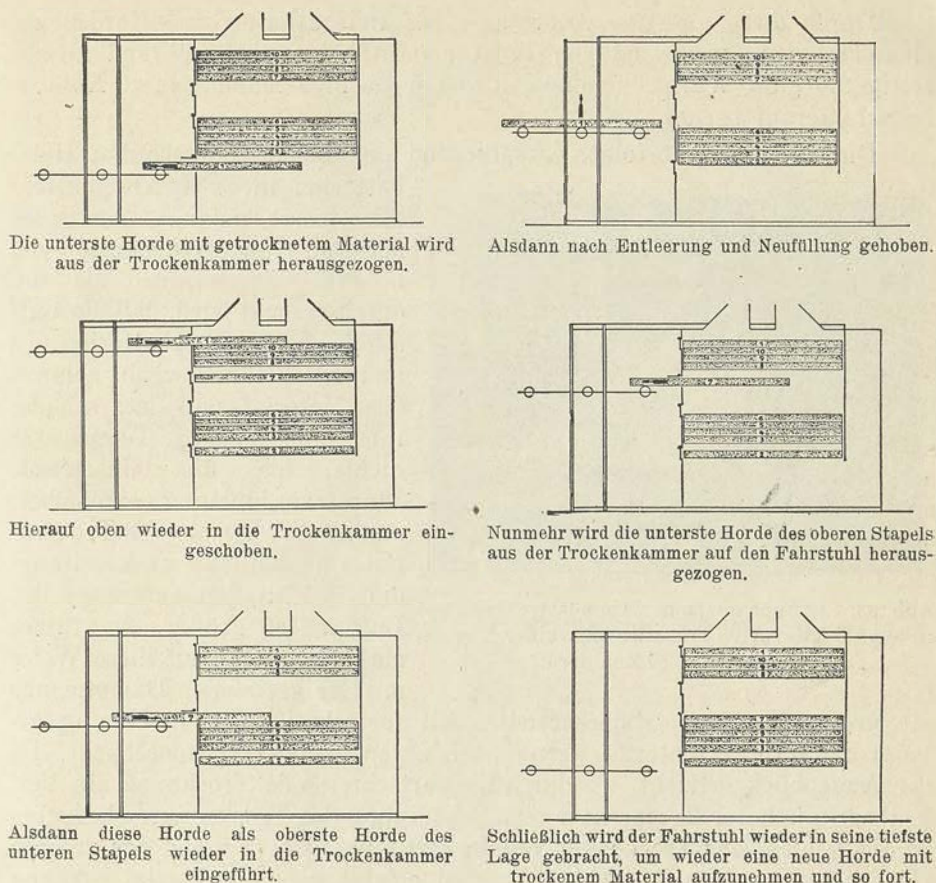 Die unterste Horde mit getrocknetem Material wird
aus der Trockenkammer herausgezogen.
Alsdann nach Entleerung und Neufüllung gehoben.
Hierauf oben wieder in die Trockenkammer ein-
geschoben.
Nunmehr wird die unterste Horde des oberen Stapels
aus der Trockenkammer auf den Fahrstuhl heraus-
gezogen.
Alsdann diese Horde als oberste Horde des
unteren Stapels wieder in die Trockenkammer
eingeführt.
Schließlich wird der Fahrstuhl wieder in seine tiefste
Lage gebracht, um wieder eine neue Horde mit
trockenem Material aufzunehmen und so fort.